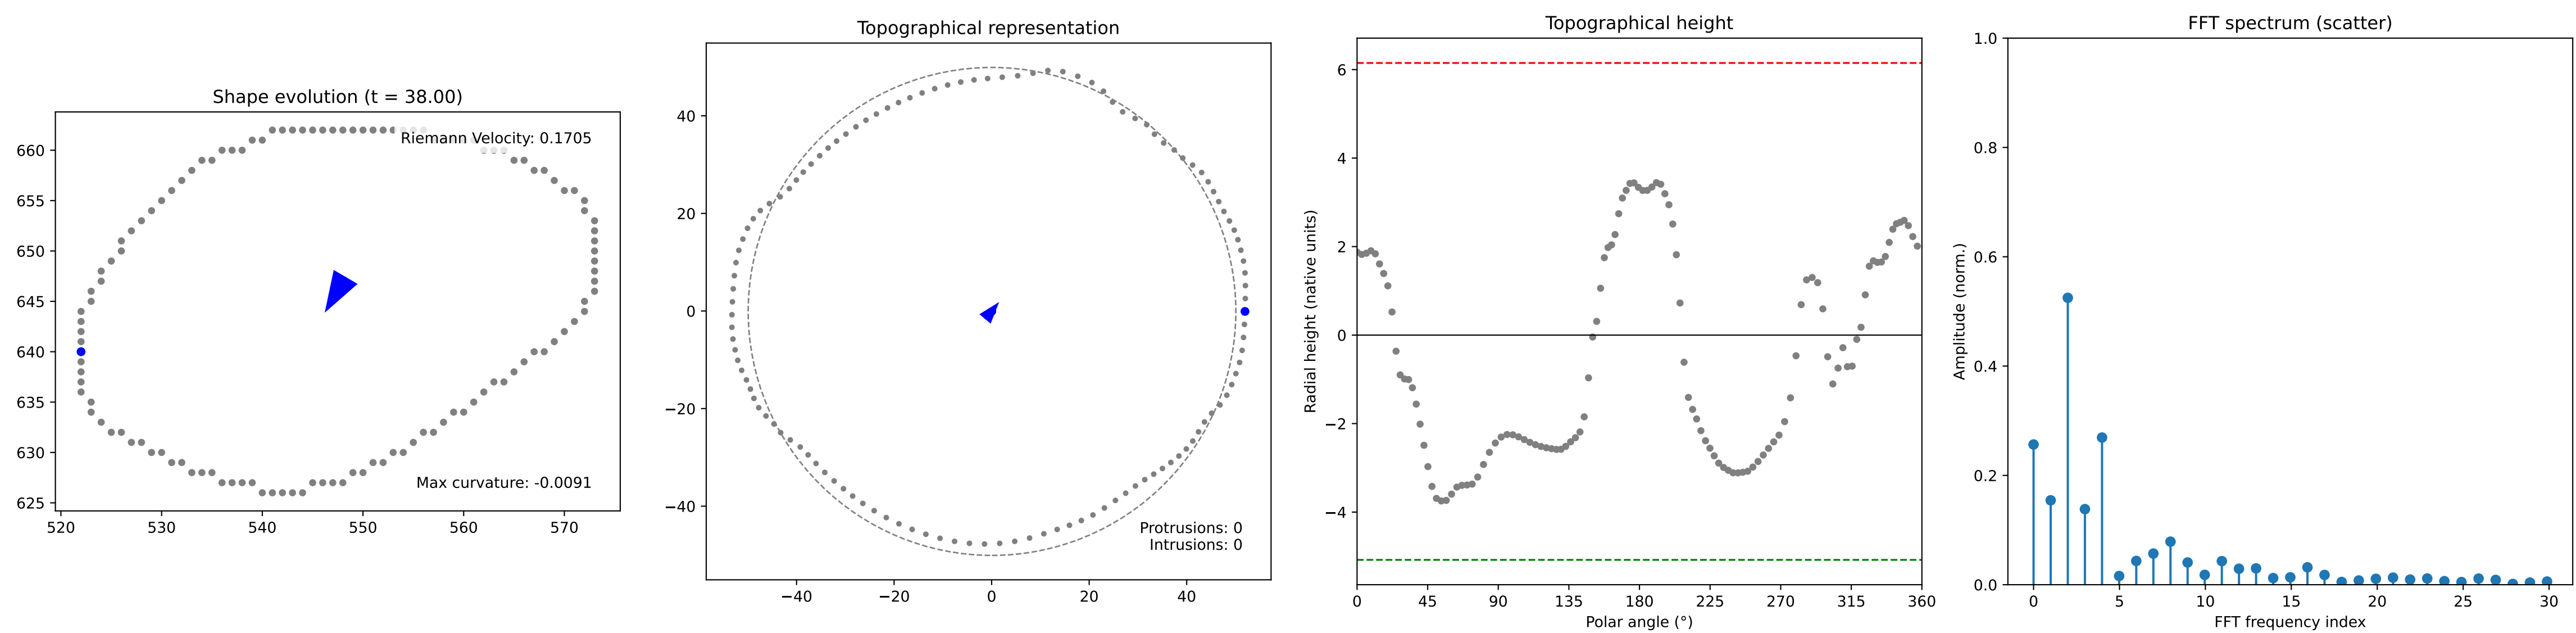 Shape evolution (t = 38.00)
Riemann Velocity: 0.1705
Max curvature: -0.0091
660
655
650
645
640
635
630
625
520 530 540 550 560 570
Topographical representation
40
20
0
−20
−40
Protrusions: 0
Intrusions: 0
−40 −20 0 20 40
Topographical height
Radial height (native units)
6
4
2
0
−2
−4
0 45 90 135 180 225 270 315 360
Polar angle (°)
FFT spectrum (scatter)
Amplitude (norm.)
1.0
0.8
0.6
0.4
0.2
0.0
0 5 10 15 20 25 30
FFT frequency index